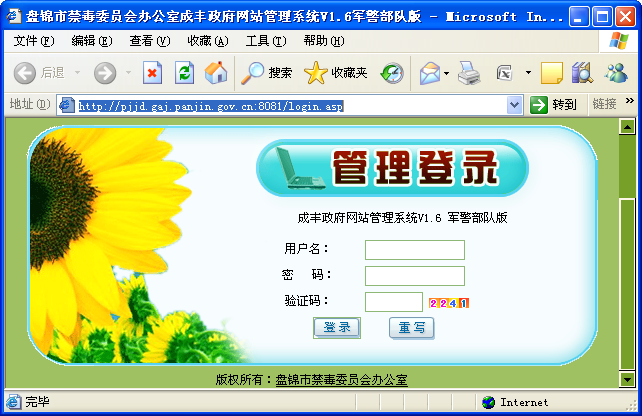 盘锦市禁毒委员会办公室成丰政府网站管理系统V1.6军警部队版 - Microsoft In...
文件(F) 编辑(E) 查看(V) 收藏(A) 工具(T) 帮助(H)
后退 搜索 收藏夹
地址(D) http://pjjd.gaj.panjin.gov.cn:8081/login.asp 转到 链接 »
管理登录
成丰政府网站管理系统V1.6 军警部队版
用户名：
密 码：
验证码： 2241
登录 重写
版权所有：盘锦市禁毒委员会办公室
完毕 Internet